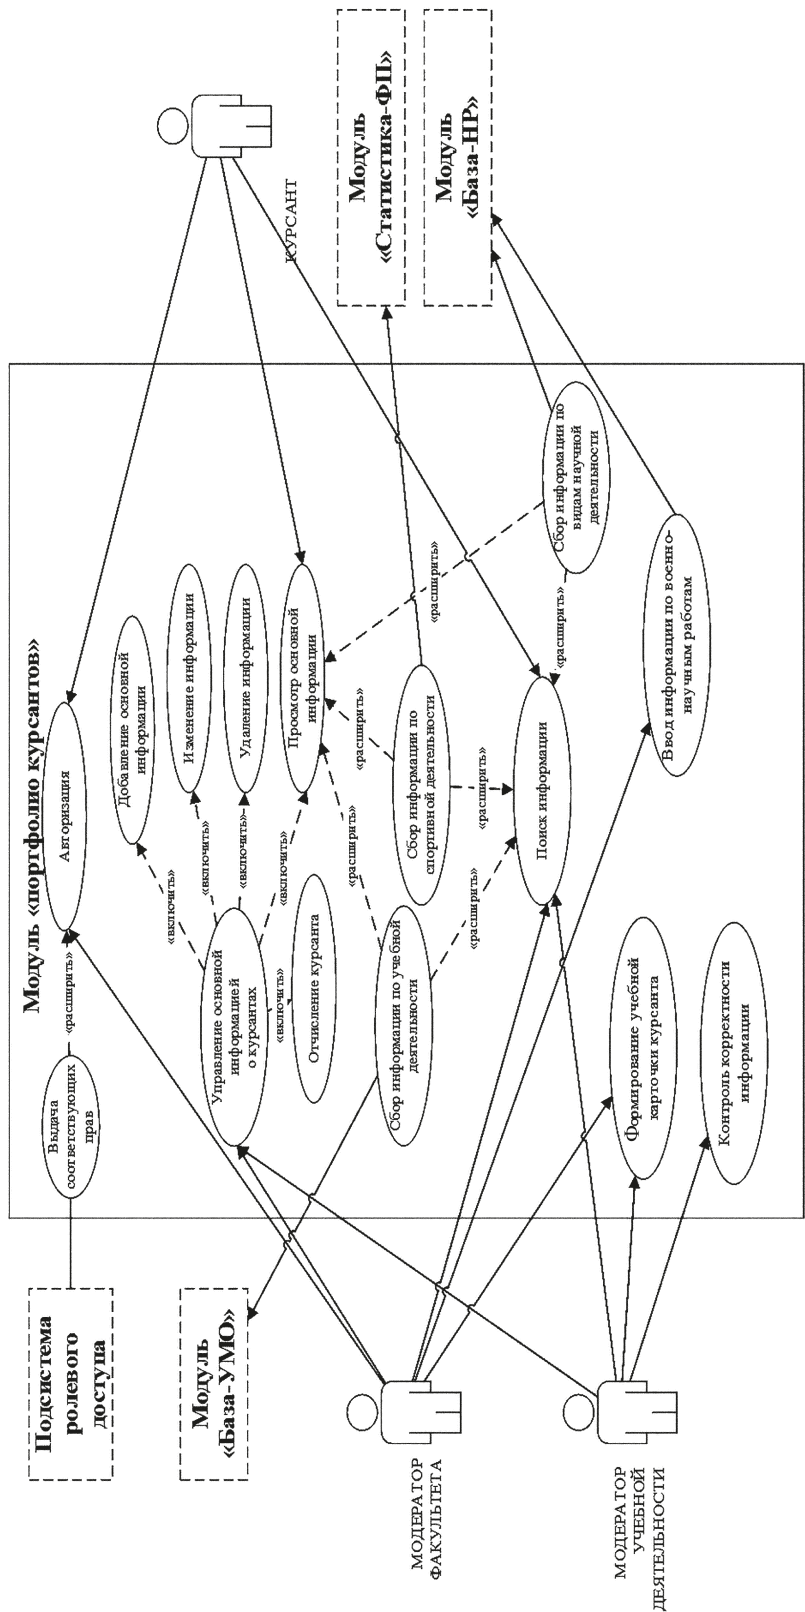 Подсистема
ролевого
доступа
Модуль
«База-УМО»
МОДЕРАТОР
ФАКУЛЬТЕТА
МОДЕРАТОР
УЧЕБНОЙ
ДЕЯТЕЛЬНОСТИ
Модуль «портфолио курсантов»
Выдача
соответствующих
прав
«расширить»
Авторизация
Управление основной
информацией
о курсантах
«включить»
«включить»
«включить»
«включить»
«включить»
Добавление основной
информации
Изменение информации
Удаление информации
Просмотр основной
информации
Отчисление курсанта
Сбор информации по учебной
деятельности
«расширить»
«расширить»
Сбор информации по
спортивной деятельности
«расширить»
«расширить»
Поиск информации
«расширить»
«расширить»
Сбор информации по
видам научной
деятельности
Ввод информации по военно-
научным работам
Формирование учебной
карточки курсанта
Контроль корректности
информации
КУРСАНТ
Модуль
«Статистика-ФП»
Модуль
«База-НР»